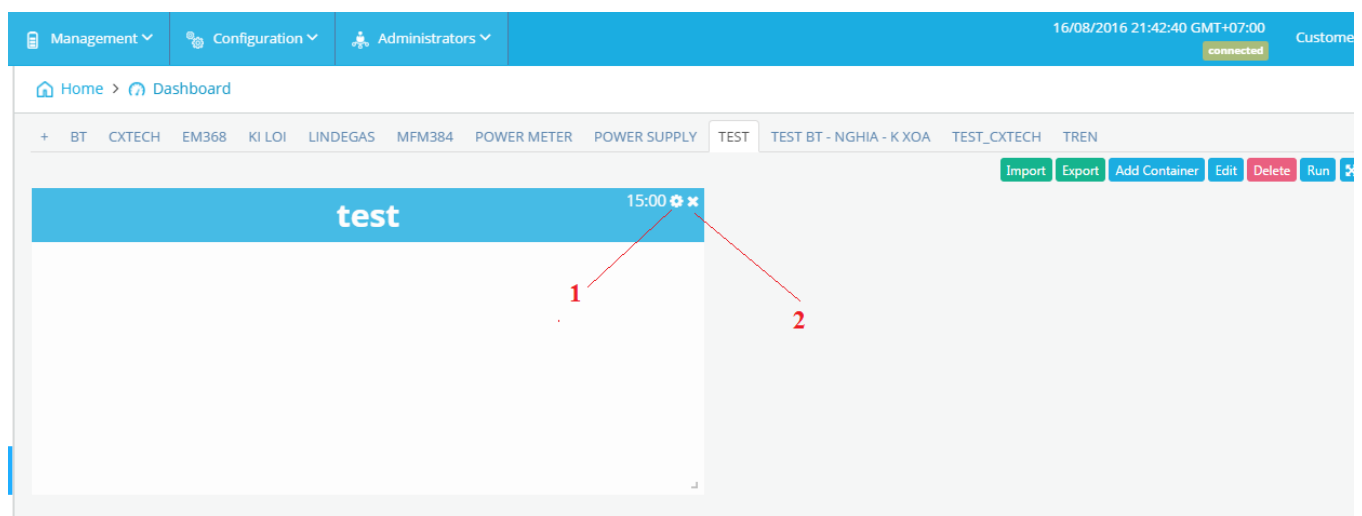 Management Configuration Administrators 16/08/2016 21:42:40 GMT+07:00 Custome
connected
Home > Dashboard
+ BT CXTECH EM368 KI LOI LINDEGAS MFM384 POWER METER POWER SUPPLY TEST TEST BT - NGHIA - K XOA TEST_CXTECH TREN
Import Export Add Container Edit Delete Run
test 15:00
1
2